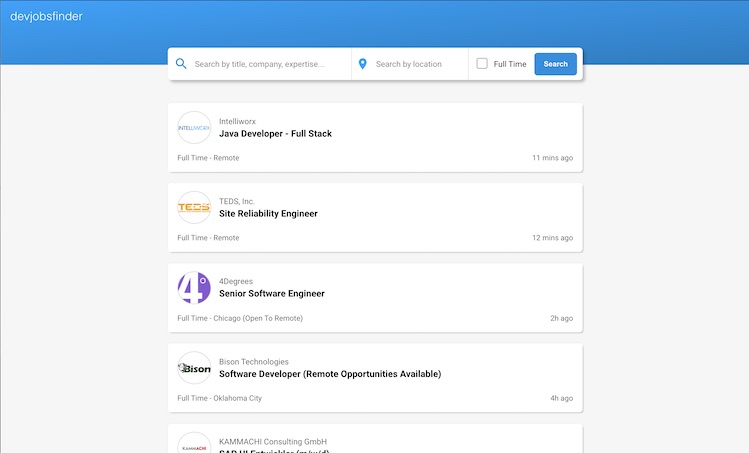 devjobsfinder
Search by title, company, expertise...
Search by location
Full Time
Search
INTELLIWORX
Intelliworx
Java Developer - Full Stack
Full Time - Remote
11 mins ago
TEDS
TEDS, Inc.
Site Reliability Engineer
Full Time - Remote
12 mins ago
4°
4Degrees
Senior Software Engineer
Full Time - Chicago (Open To Remote)
2h ago
Bison
Bison Technologies
Software Developer (Remote Opportunities Available)
Full Time - Oklahoma City
4h ago
KAMMACHI
KAMMACHI Consulting GmbH
SAP UI Entwickler (m/w/d)